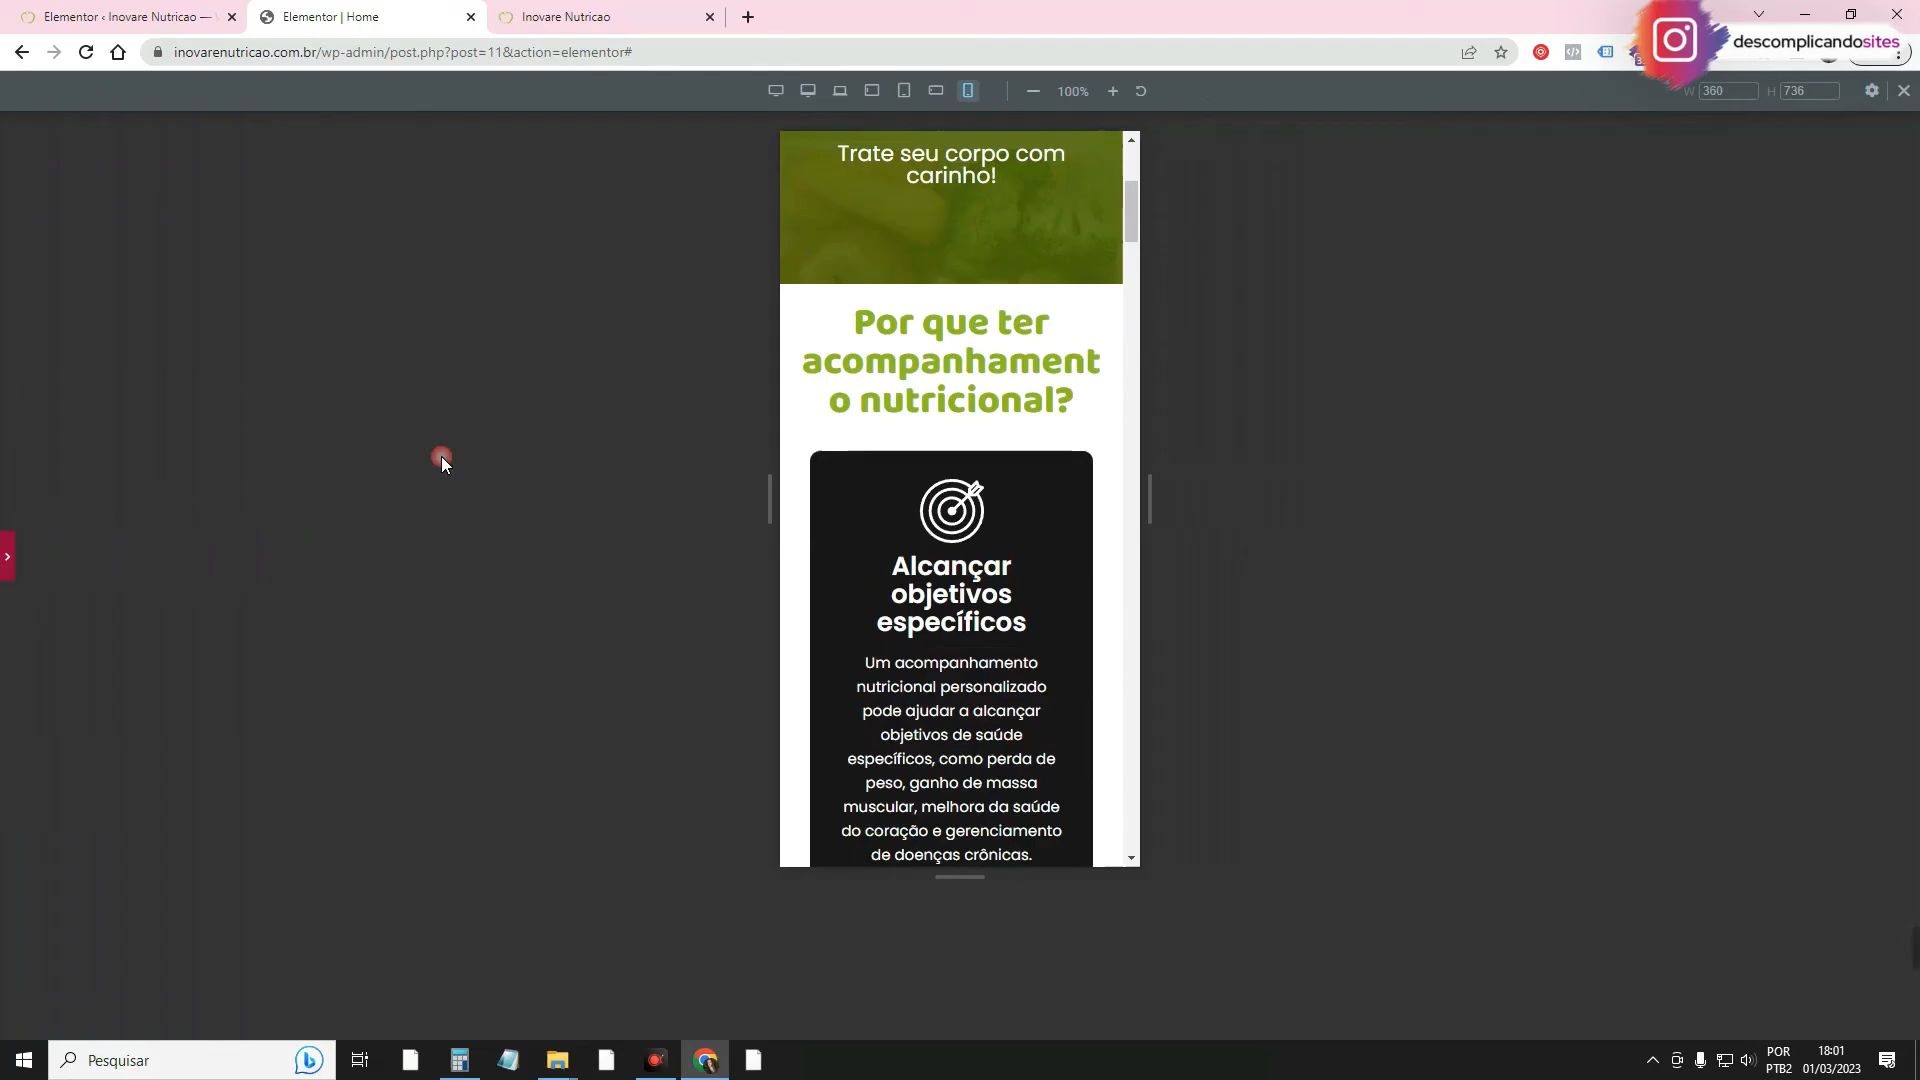 Elementor ‹ Inovare Nutricao —
Elementor | Home
Inovare Nutricao
inovarenutricao.com.br/wp-admin/post.php?post=11&action=elementor#
descomplicandosites
100%
W 360 H 736
Trate seu corpo com
carinho!
Por que ter
acompanhament
o nutricional?
Alcançar
objetivos
específicos
Um acompanhamento
nutricional personalizado
pode ajudar a alcançar
objetivos de saúde
específicos, como perda de
peso, ganho de massa
muscular, melhora da saúde
do coração e gerenciamento
de doenças crônicas.
Pesquisar
POR
PTB2
18:01
01/03/2023